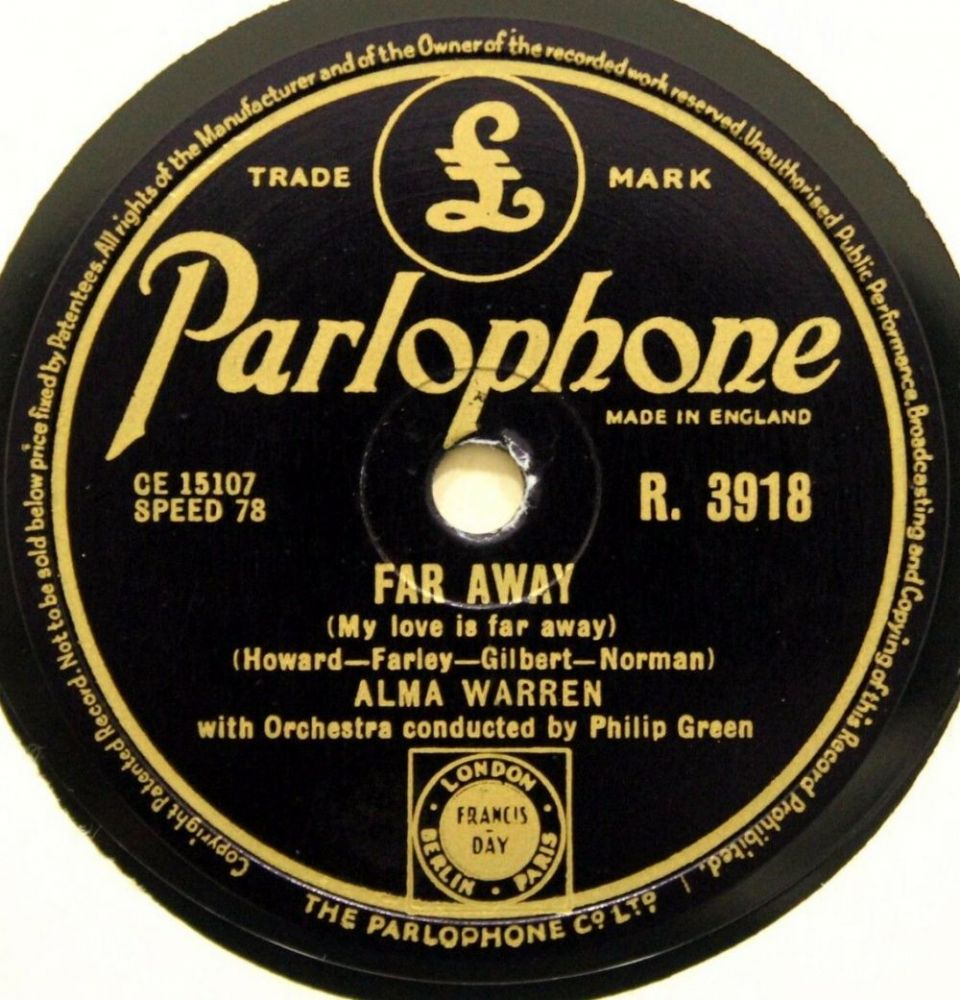 Copyright Patented Record. Not to be sold below price fixed by Patentees. All rights of the Manufacturer and of the Owner of the recorded work reserved. Unauthorised Public Performance, Broadcasting and Copying of this Record Prohibited.
£
TRADE MARK
Parlophone
MADE IN ENGLAND
CE 15107
SPEED 78
R. 3918
FAR AWAY
(My love is far away)
(Howard—Farley—Gilbert—Norman)
ALMA WARREN
with Orchestra conducted by Philip Green
LONDON
FRANCIS
-
DAY
BERLIN · PARIS
THE PARLOPHONE CO LTD